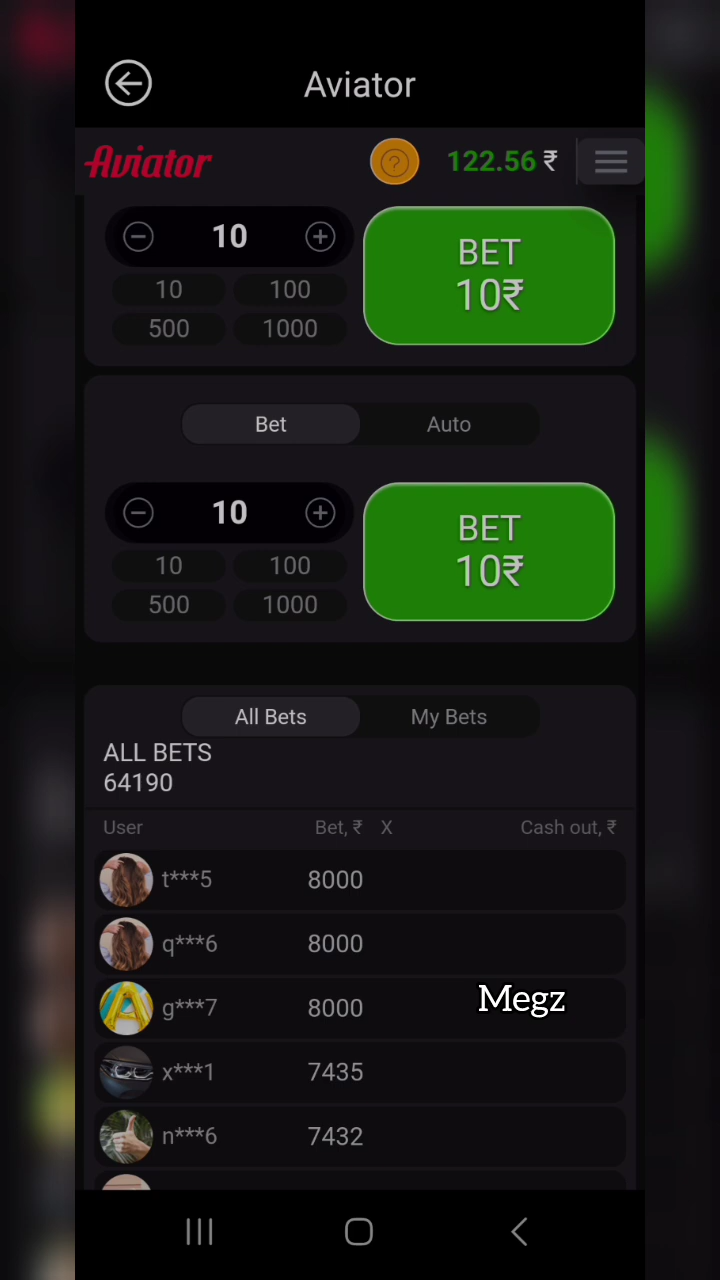 Aviator
Aviator
? 122.56 ₹
10
10 100
500 1000
BET
10₹
Bet Auto
10
10 100
500 1000
BET
10₹
All Bets My Bets
ALL BETS
64190
User Bet, ₹ X Cash out, ₹
t***5 8000
q***6 8000
g***7 8000
Megz
x***1 7435
n***6 7432